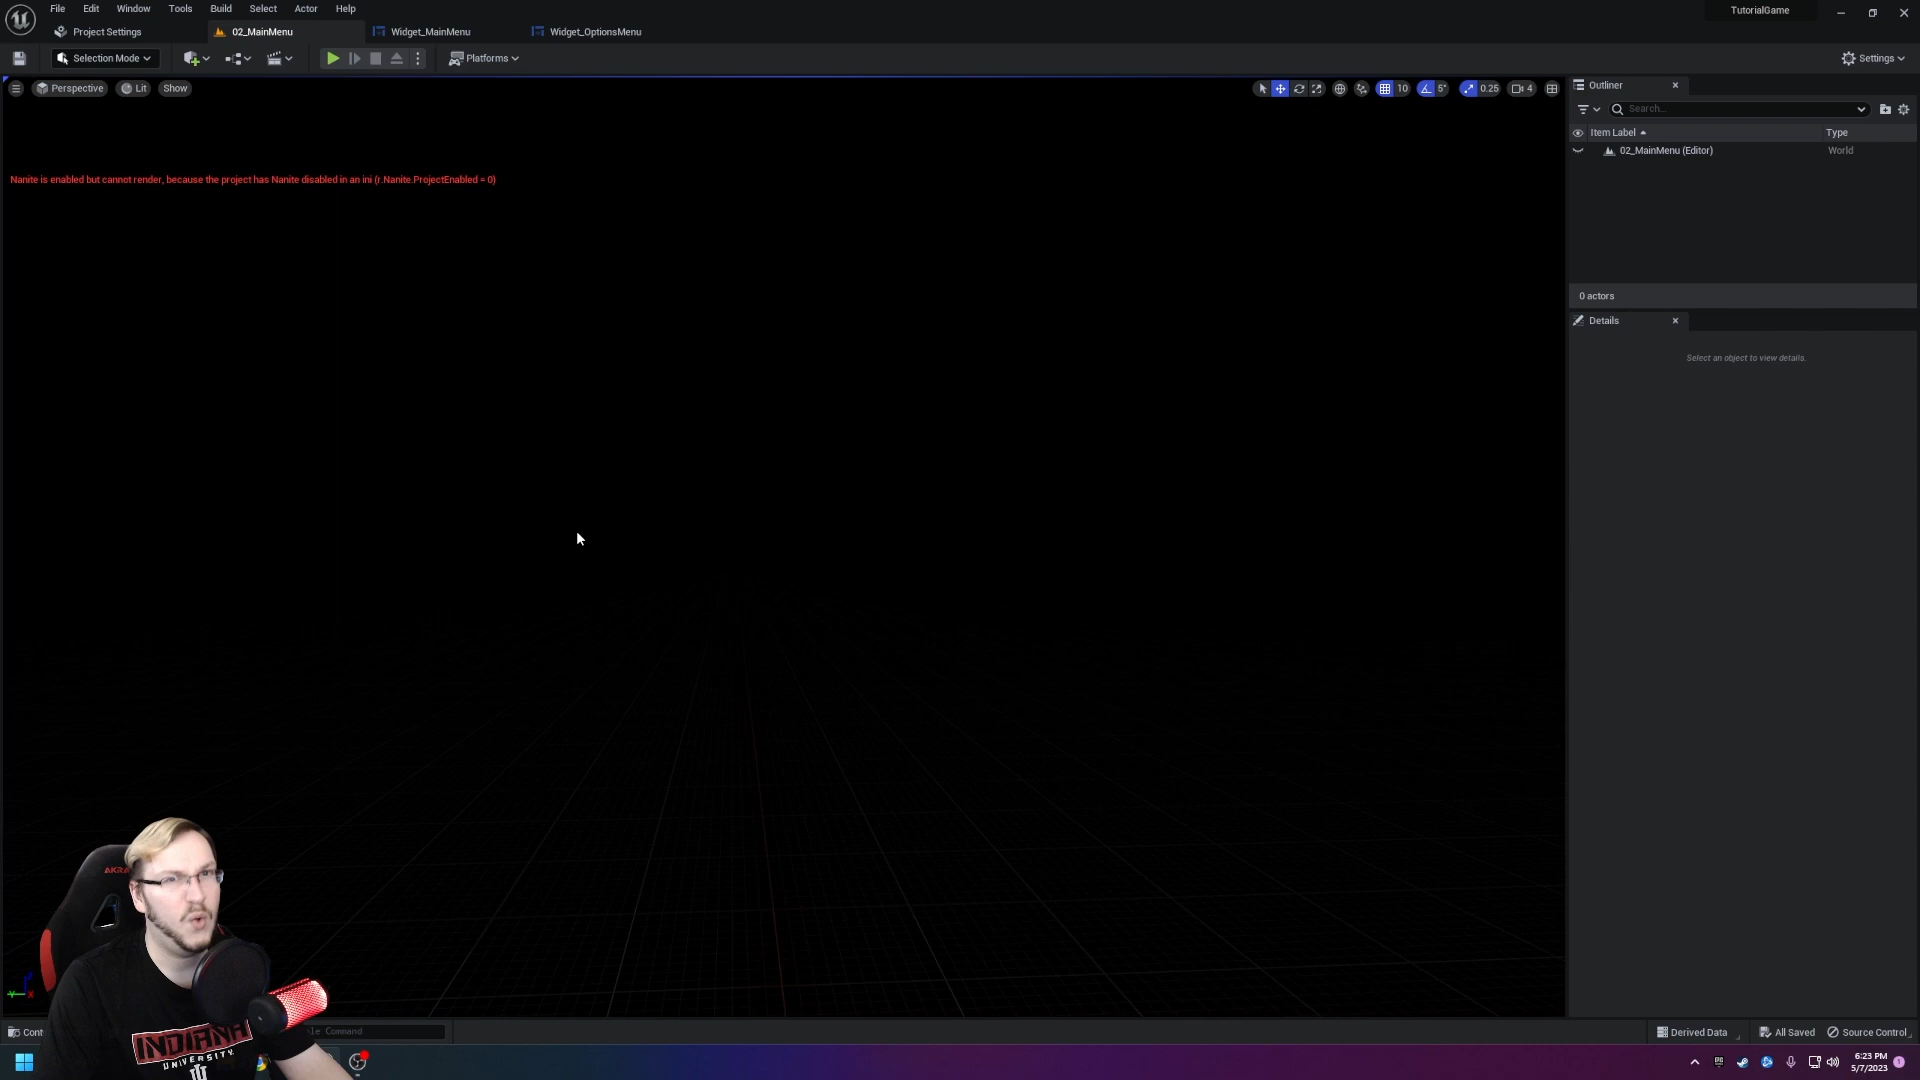 File Edit Window Tools Build Select Actor Help
TutorialGame
Project Settings
02_MainMenu
Widget_MainMenu
Widget_OptionsMenu
Selection Mode
Platforms
Settings
Perspective
Lit
Show
10
5°
0.25
4
Outliner
Search...
Item Label
Type
02_MainMenu (Editor)
World
Nanite is enabled but cannot render, because the project has Nanite disabled in an ini (r.Nanite.ProjectEnabled = 0)
0 actors
Details
Select an object to view details.
INDIANA
UNIVERSITY
Command
Derived Data
All Saved
Source Control
6:23 PM
5/7/2023
1